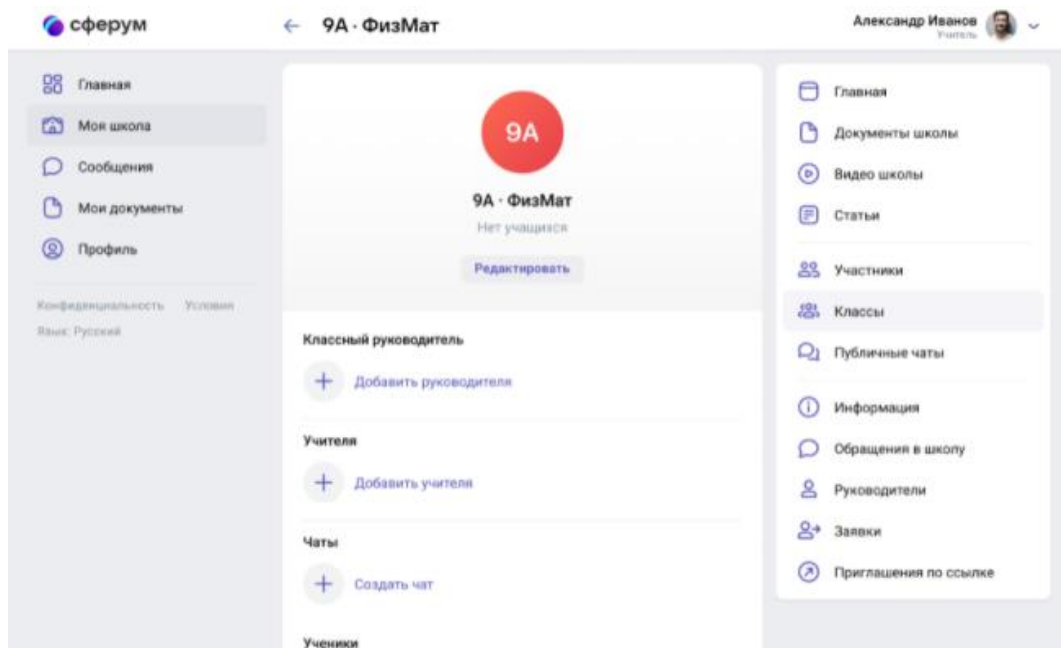 сферум
9А · ФизМат
Александр Иванов
Учитель
Главная
Моя школа
Сообщения
Мои документы
Профиль
Конфиденциальность Условия
Язык: Русский
9А
9А · ФизМат
Нет учащихся
Редактировать
Классный руководитель
Добавить руководителя
Учителя
Добавить учителя
Чаты
Создать чат
Ученики
Главная
Документы школы
Видео школы
Статьи
Участники
Классы
Публичные чаты
Информация
Обращения в школу
Руководители
Заявки
Приглашения по ссылке